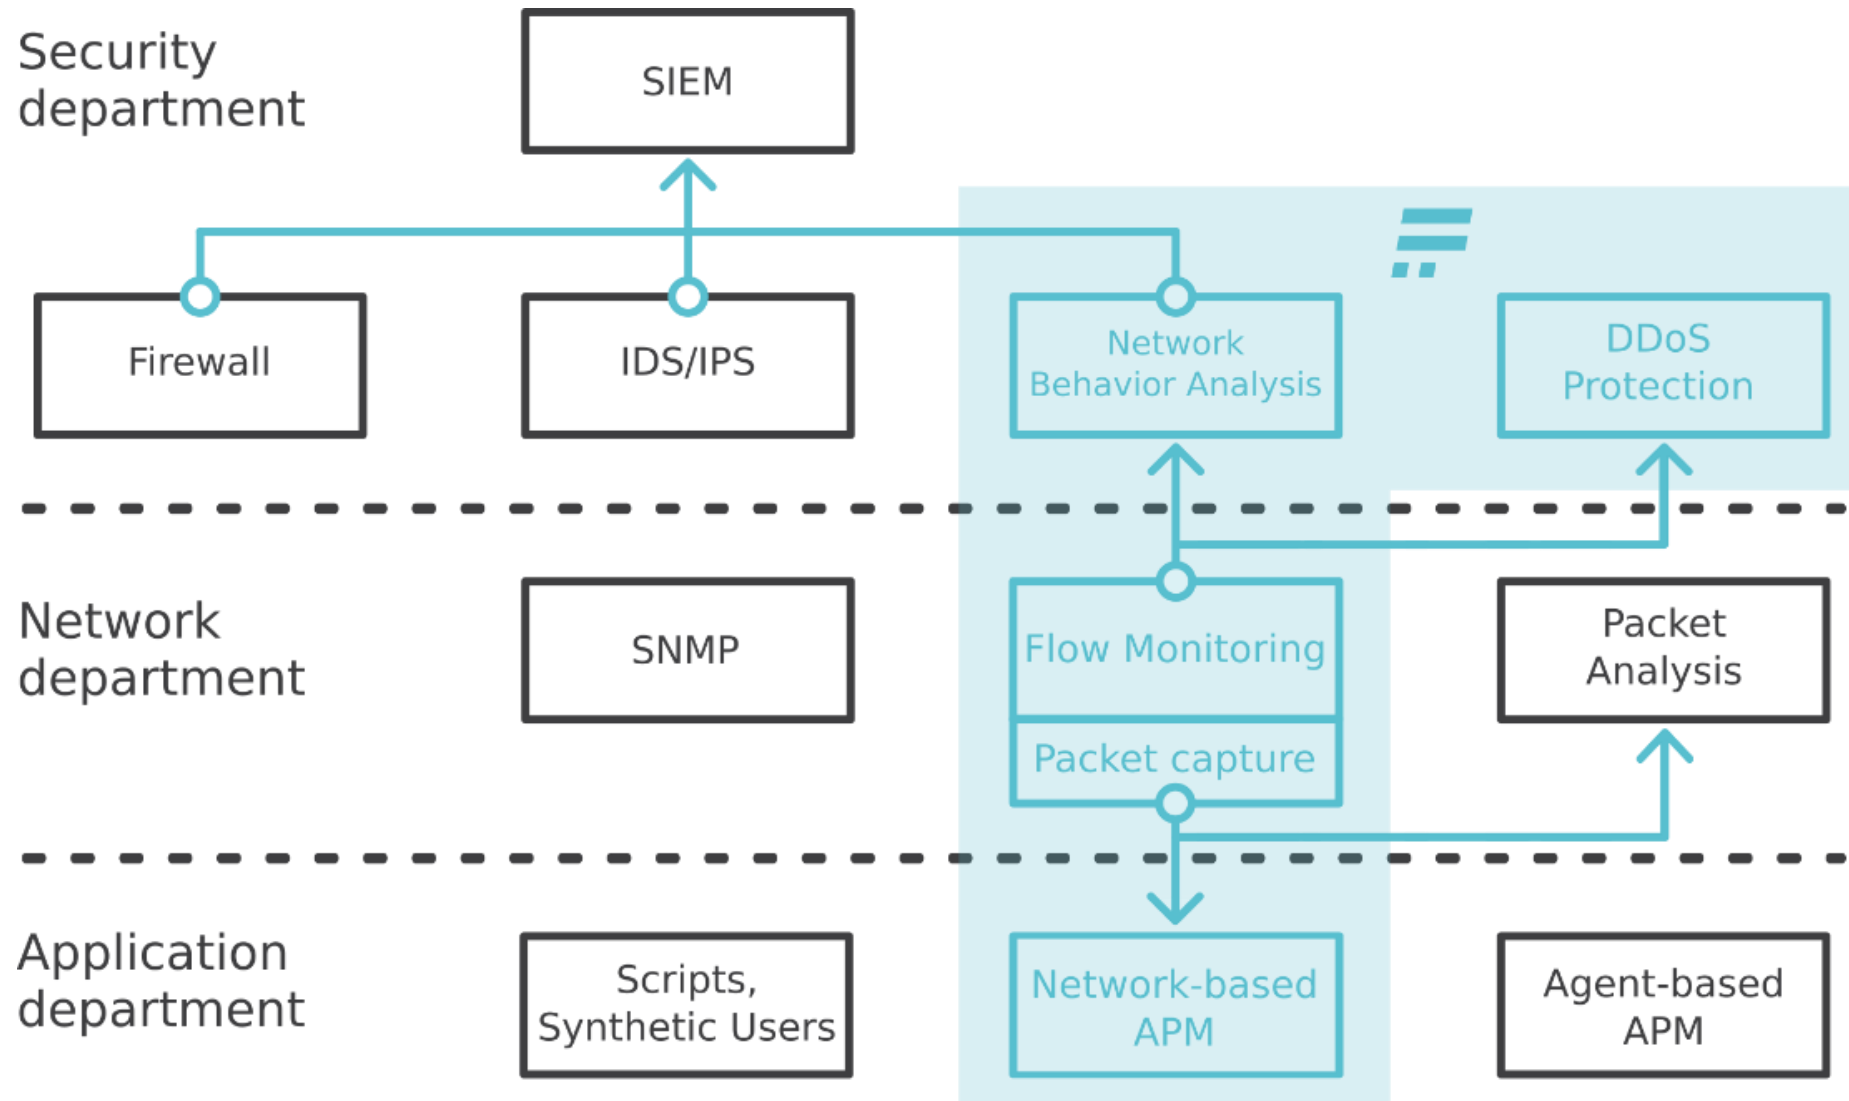 Security
department
SIEM
Firewall
IDS/IPS
Network
Behavior Analysis
DDoS
Protection
Network
department
SNMP
Flow Monitoring
Packet capture
Packet
Analysis
Application
department
Scripts,
Synthetic Users
Network-based
APM
Agent-based
APM